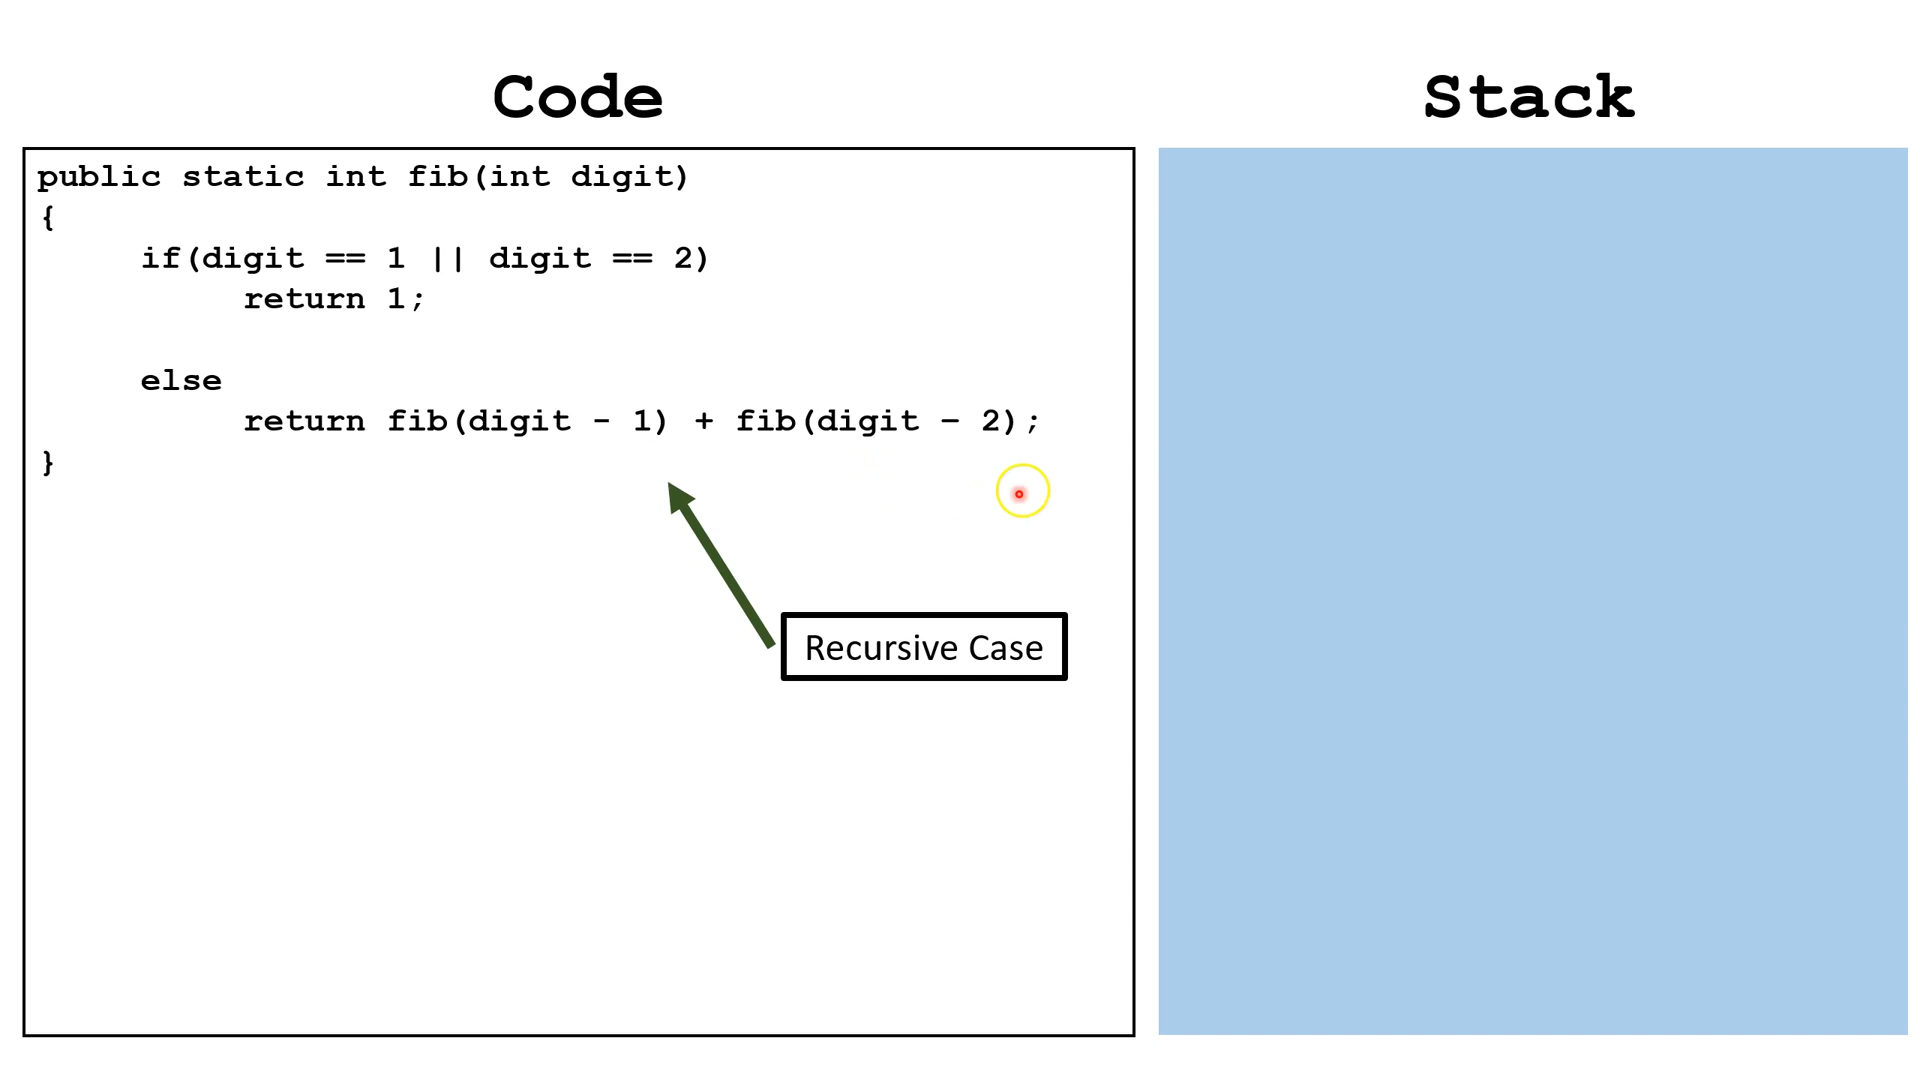 Code
Stack
public static int fib(int digit)
{
if(digit == 1 || digit == 2)
return 1;
else
return fib(digit - 1) + fib(digit – 2);
}
Recursive Case